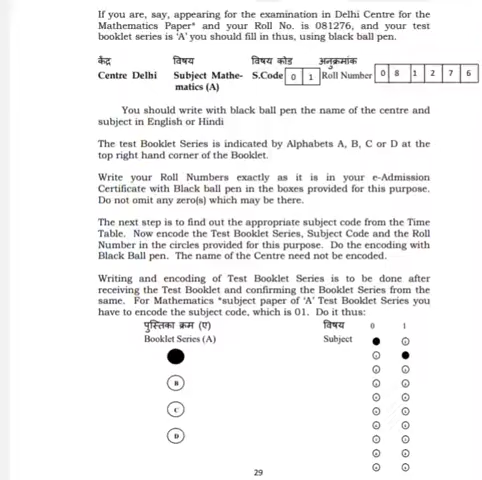 If you are, say, appearing for the examination in Delhi Centre for the
Mathematics Paper* and your Roll No. is 081276, and your test
booklet series is 'A' you should fill in thus, using black ball pen.
केंद्र विषय विषय कोड अनुक्रमांक
Centre Delhi Subject Mathe- S.Code 0 1 Roll Number 0 8 1 2 7 6
matics (A)
You should write with black ball pen the name of the centre and
subject in English or Hindi
The test Booklet Series is indicated by Alphabets A, B, C or D at the
top right hand corner of the Booklet.
Write your Roll Numbers exactly as it is in your e-Admission
Certificate with Black ball pen in the boxes provided for this purpose.
Do not omit any zero(s) which may be there.
The next step is to find out the appropriate subject code from the Time
Table. Now encode the Test Booklet Series, Subject Code and the Roll
Number in the circles provided for this purpose. Do the encoding with
Black Ball pen. The name of the Centre need not be encoded.
Writing and encoding of Test Booklet Series is to be done after
receiving the Test Booklet and confirming the Booklet Series from the
same. For Mathematics *subject paper of 'A' Test Booklet Series you
have to encode the subject code, which is 01. Do it thus:
पुस्तिका क्रम (ए) विषय 0 1
Booklet Series (A) Subject
B
C
D
29